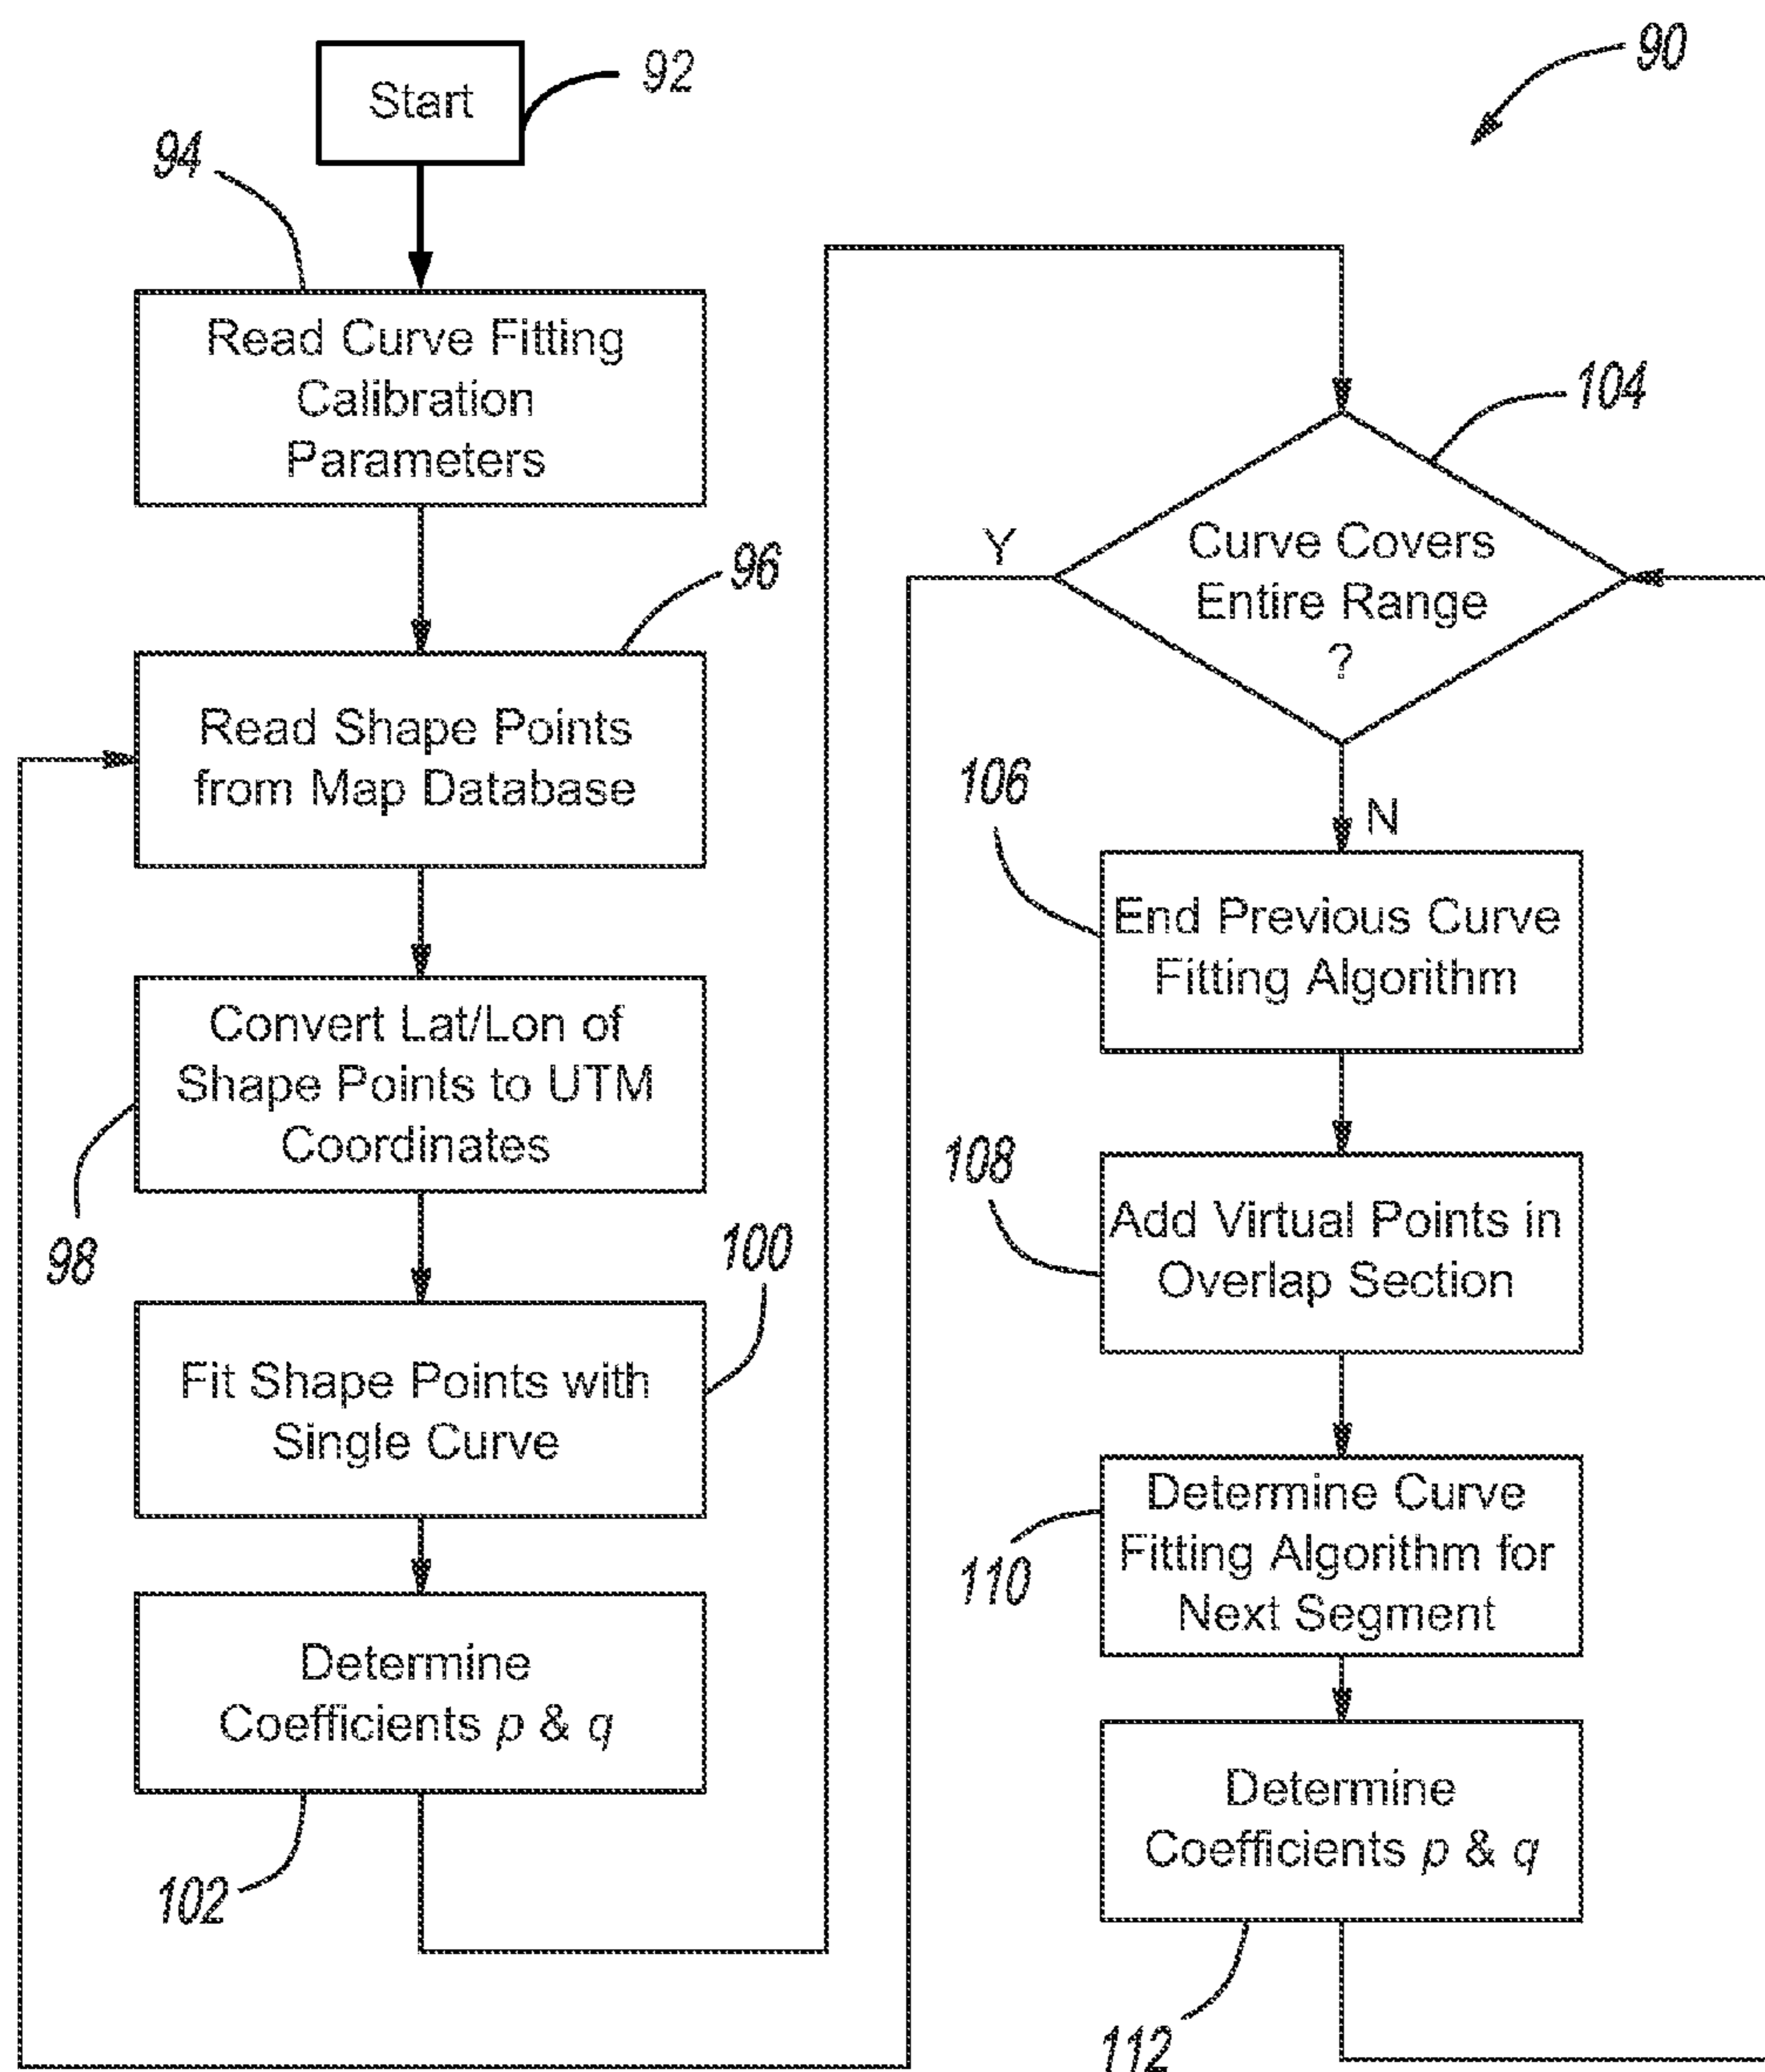 90
Start
92
94
Read Curve Fitting
Calibration
Parameters
96
Read Shape Points
from Map Database
Convert Lat/Lon of
Shape Points to UTM
Coordinates
98
100
Fit Shape Points with
Single Curve
Determine
Coefficients p & q
102
104
Curve Covers
Entire Range
?
Y
N
106
End Previous Curve
Fitting Algorithm
108
Add Virtual Points in
Overlap Section
Determine Curve
Fitting Algorithm for
Next Segment
110
Determine
Coefficients p & q
112